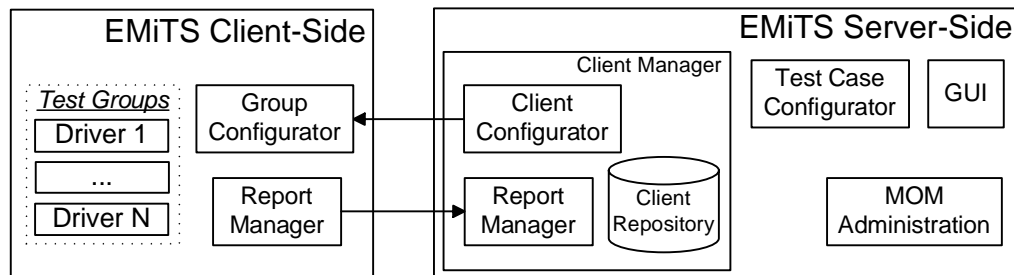 EMiTS Client-Side
Test Groups
Driver 1
...
Driver N
Group
Configurator
Report
Manager
EMiTS Server-Side
Client Manager
Client
Configurator
Report
Manager
Client
Repository
Test Case
Configurator
GUI
MOM
Administration